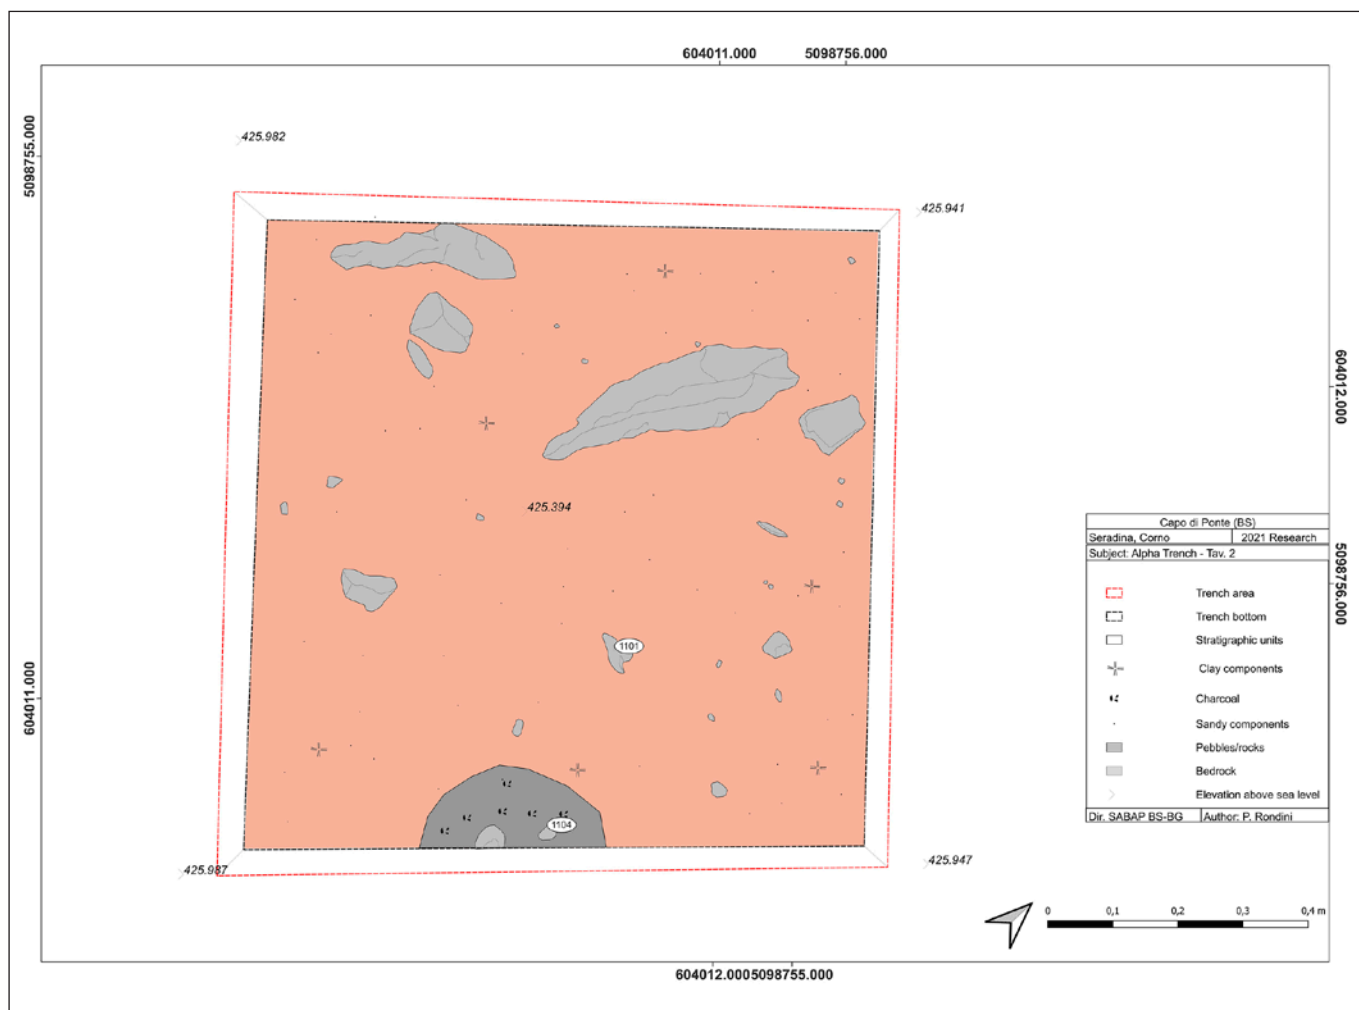 604011.000 5098756.000
5098755.000
425.982
425.941
604012.000
425.394
Capo di Ponte (BS)
Seradina, Corno 2021 Research
Subject: Alpha Trench - Tav. 2
5098756.000
Trench area
Trench bottom
Stratigraphic units
1101
Clay components
604011.000
Charcoal
Sandy components
Pebbles/rocks
Bedrock
Elevation above sea level
Dir. SABAP BS-BG Author: P. Rondini
1104
425.987
425.947
0 0,1 0,2 0,3 0,4 m
604012.0005098755.000